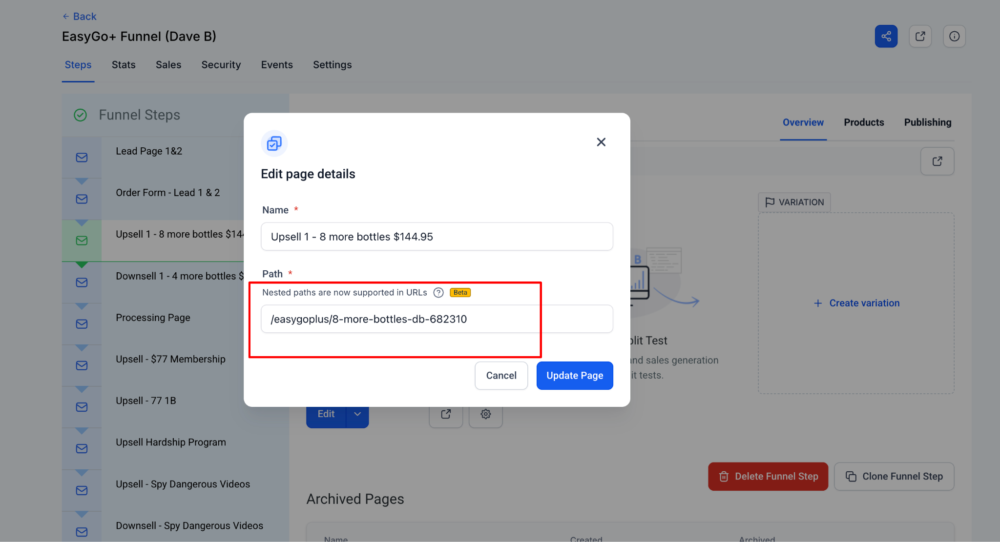 ← Back
EasyGo+ Funnel (Dave B)
Steps Stats Sales Security Events Settings
Funnel Steps
Lead Page 1&2
Order Form - Lead 1 & 2
Upsell 1 - 8 more bottles $144
Downsell 1 - 4 more bottles $
Processing Page
Upsell - $77 Membership
Upsell - 77 1B
Upsell Hardship Program
Upsell - Spy Dangerous Videos
Downsell - Spy Dangerous Videos
Overview Products Publishing
Edit page details
Name *
Upsell 1 - 8 more bottles $144.95
Path *
Nested paths are now supported in URLs ? Beta
/easygoplus/8-more-bottles-db-682310
Cancel Update Page
VARIATION
B
+ Create variation
plit Test
nd sales generation
it tests.
Edit
Delete Funnel Step Clone Funnel Step
Archived Pages
Name Created Archived